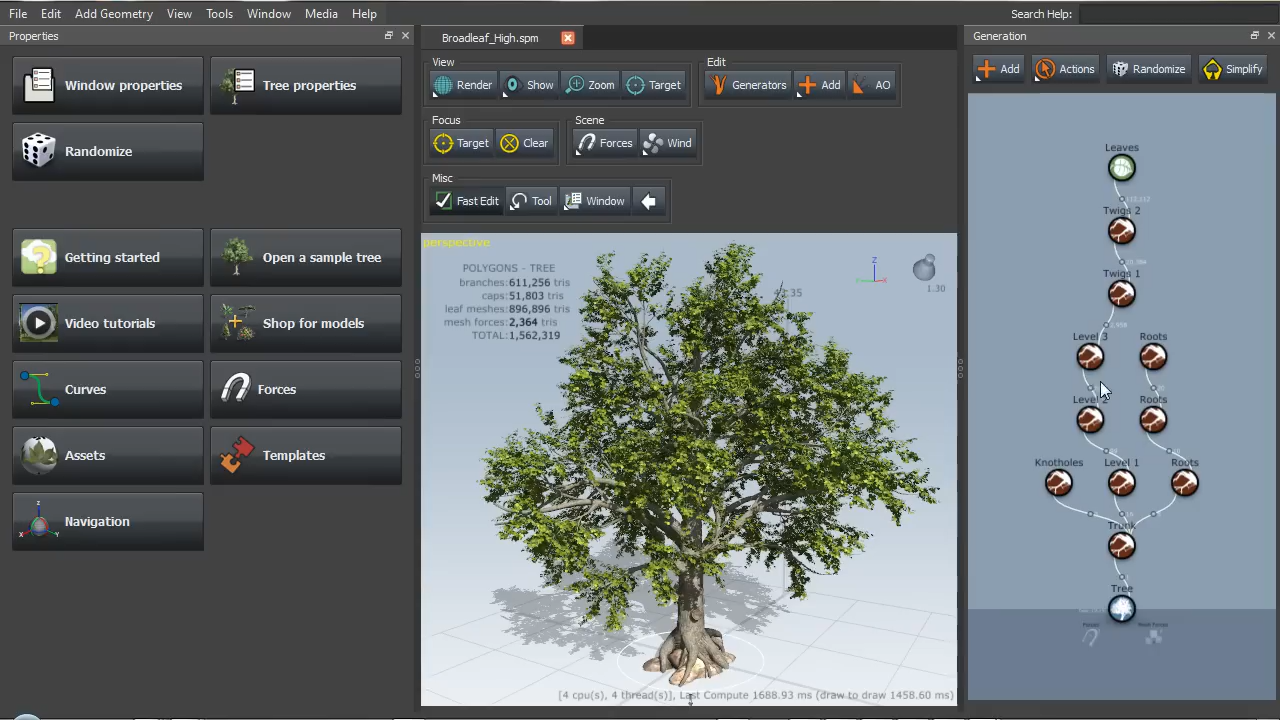 File Edit Add Geometry View Tools Window Media Help Search Help:
Properties
Window properties
Tree properties
Randomize
Getting started
Open a sample tree
Video tutorials
Shop for models
Curves
Forces
Assets
Templates
Navigation
Broadleaf_High.spm
View
Render Show Zoom Target
Edit
Generators Add AO
Focus
Target Clear
Scene
Forces Wind
Misc
Fast Edit Tool Window
perspective
POLYGONS - TREE
branches:611,256 tris
caps:51,803 tris
leaf meshes:896,896 tris
mesh forces:2,364 tris
TOTAL:1,562,319
Z
1.30
[4 cpu(s), 4 thread(s)], Last Compute 1688.93 ms (draw to draw 1458.60 ms)
Generation
Add Actions Randomize Simplify
Leaves
Twigs 2
Twigs 1
Level 3 Roots
Level 2 Roots
Knotholes Level 1 Roots
Trunk
Tree